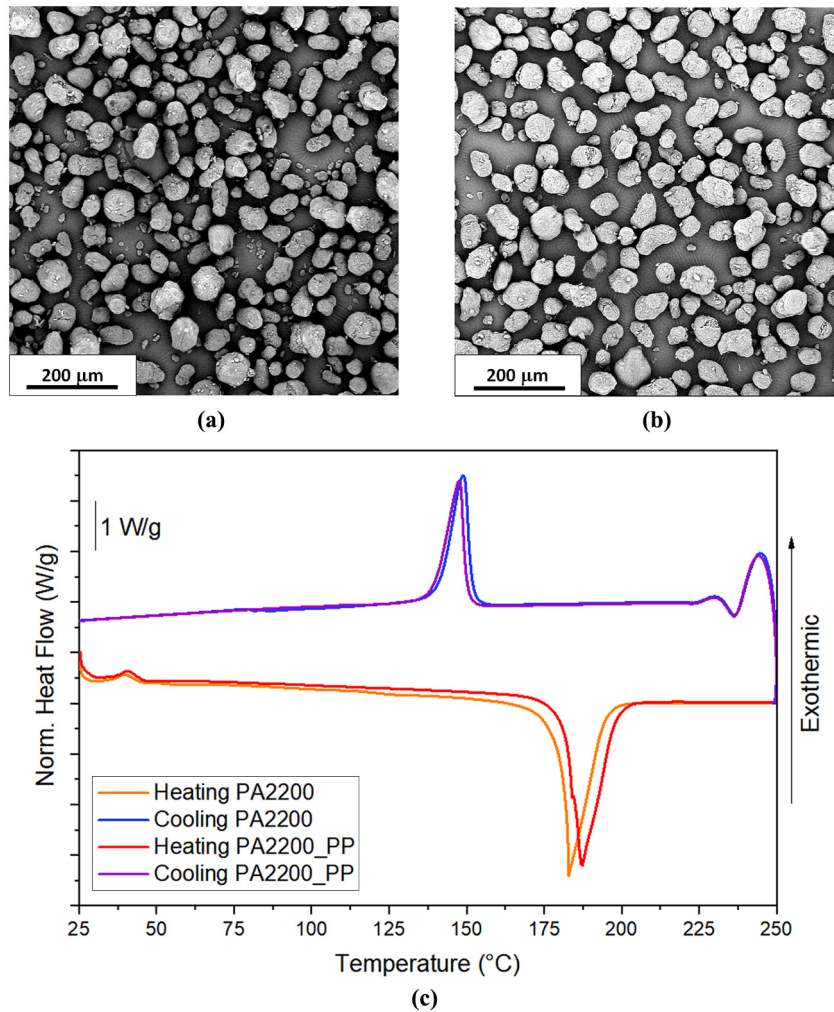 200 µm
200 µm
(a)
(b)
1 W/g
Norm. Heat Flow (W/g)
Exothermic
Heating PA2200
Cooling PA2200
Heating PA2200_PP
Cooling PA2200_PP
25 50 75 100 125 150 175 200 225 250
Temperature (°C)
(c)